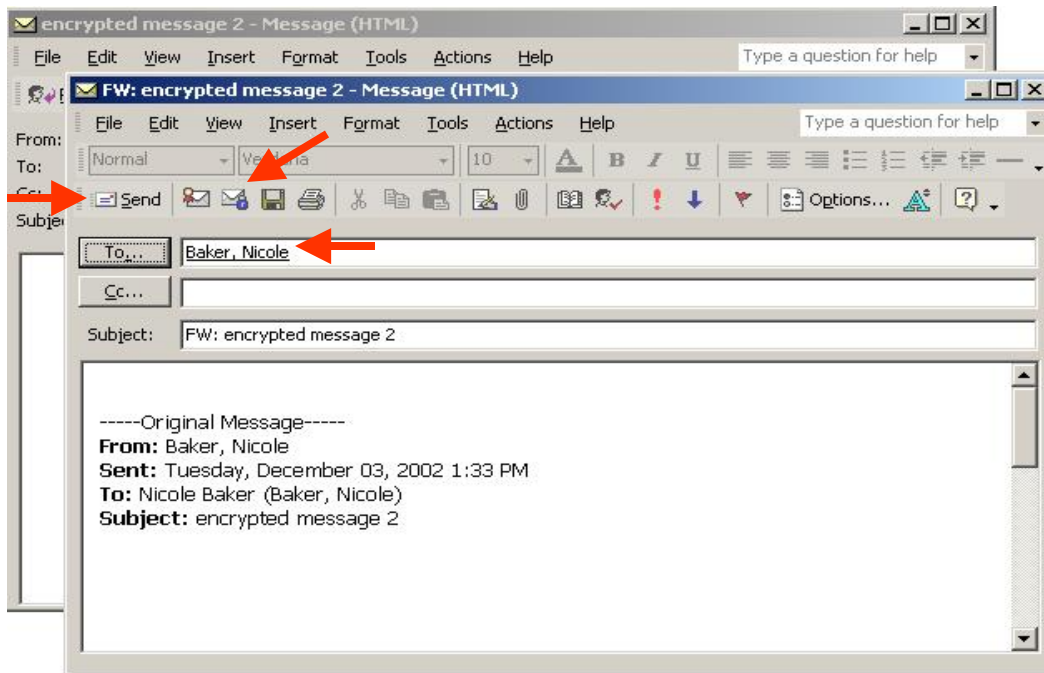 encrypted message 2 - Message (HTML)
File Edit View Insert Format Tools Actions Help Type a question for help
FW: encrypted message 2 - Message (HTML)
File Edit View Insert Format Tools Actions Help Type a question for help
From:
Normal 10 A B I U
To:
Send Options...
To... Baker, Nicole
Cc...
Subject: FW: encrypted message 2
-----Original Message-----
From: Baker, Nicole
Sent: Tuesday, December 03, 2002 1:33 PM
To: Nicole Baker (Baker, Nicole)
Subject: encrypted message 2